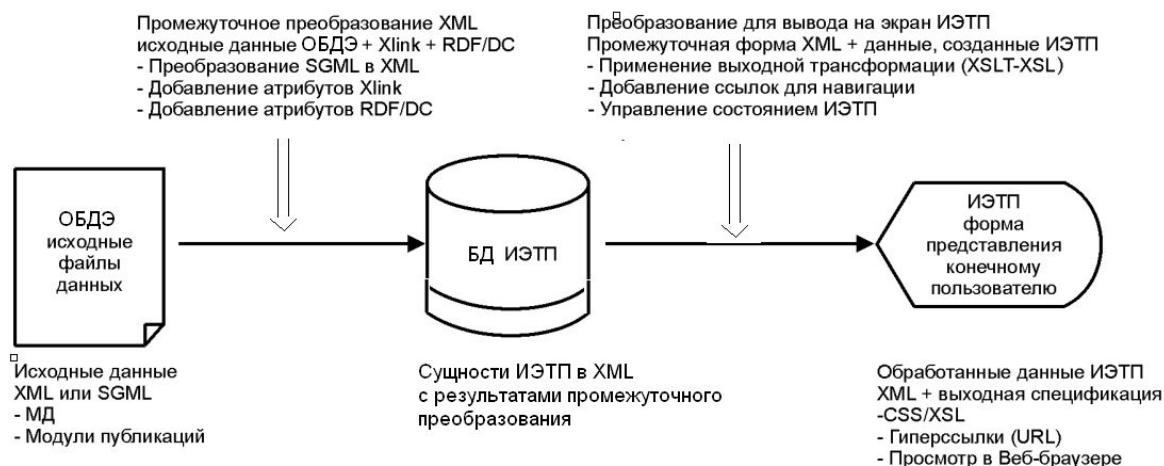 Промежуточное преобразование XML
исходные данные ОБДЭ + Xlink + RDF/DC
- Преобразование SGML в XML
- Добавление атрибутов Xlink
- Добавление атрибутов RDF/DC
Преобразование для вывода на экран ИЭТП
Промежуточная форма XML + данные, созданные ИЭТП
- Применение выходной трансформации (XSLT-XSL)
- Добавление ссылок для навигации
- Управление состоянием ИЭТП
ОБДЭ
исходные
файлы
данных
БД ИЭТП
ИЭТП
форма
представления
конечному
пользователю
Исходные данные
XML или SGML
- МД
- Модули публикаций
Сущности ИЭТП в XML
с результатами промежуточного
преобразования
Обработанные данные ИЭТП
XML + выходная спецификация
-CSS/XSL
- Гиперссылки (URL)
- Просмотр в Веб-браузере